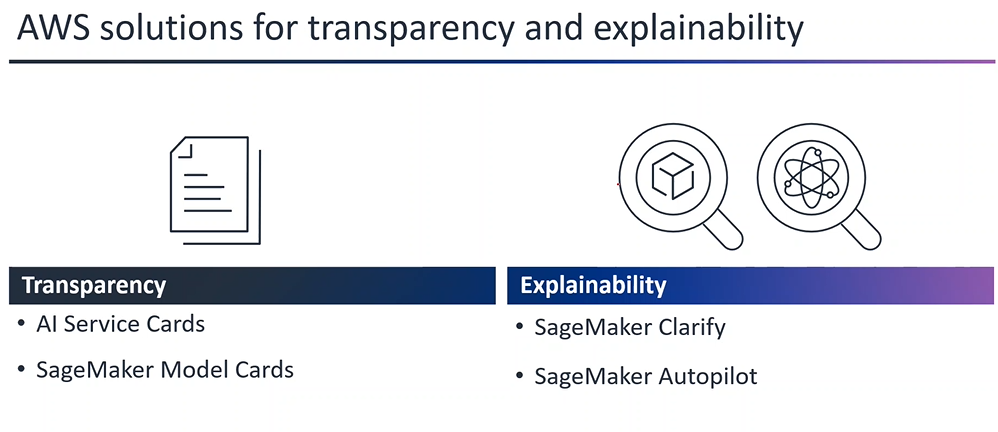 AWS solutions for transparency and explainability
Transparency
• AI Service Cards
• SageMaker Model Cards
Explainability
• SageMaker Clarify
• SageMaker Autopilot